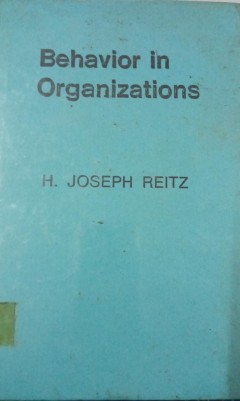 Behavior in
Organizations
H. JOSEPH REITZ